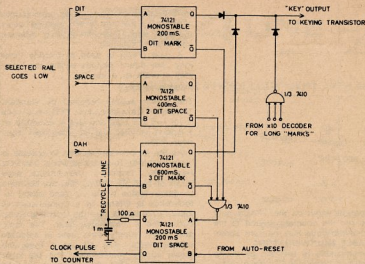 DIT
A
74121
MONOSTABLE
200 mS.
DIT MARK
Q
B
Q
"KEY" OUTPUT
TO KEYING TRANSISTOR
SELECTED RAIL
GOES LOW
SPACE
A
74121
MONOSTABLE
400mS.
2 DIT SPACE
B
Q
1/3 7410
FROM x10 DECODER
FOR LONG "MARKS"
DAH
A
74121
MONOSTABLE
600mS.
3 DIT MARK
Q
B
Q
"RECYCLE" LINE
1/3 7410
100 Ω
1m
Q
74121
MONOSTABLE
200 mS
DIT SPACE
A
Q
B
CLOCK PULSE
TO COUNTER
FROM AUTO-RESET